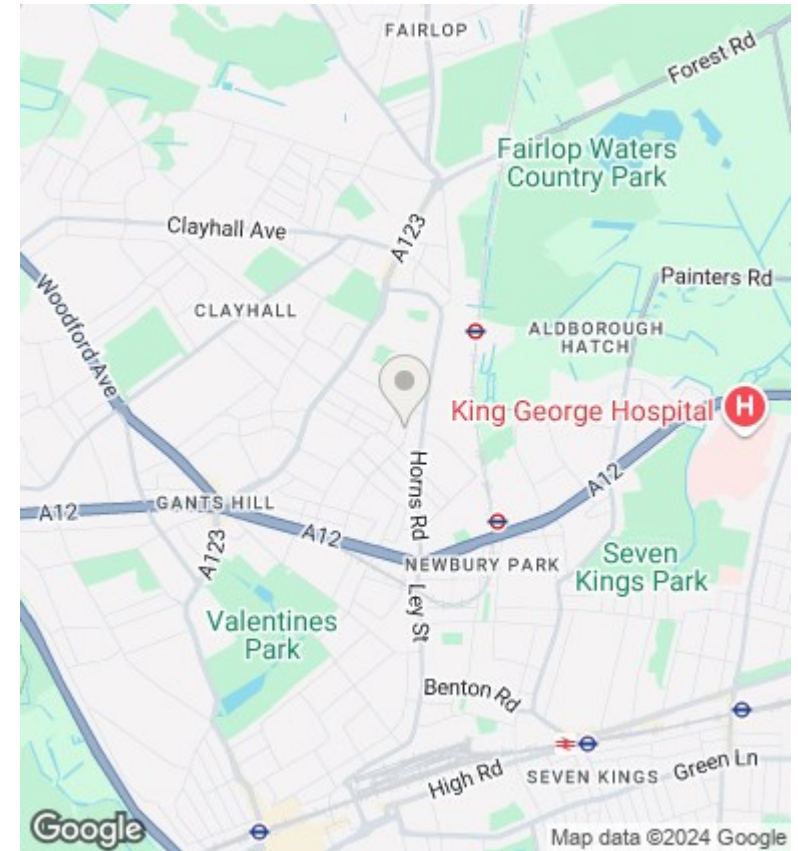 FAIRLOP
Forest Rd
Fairlop Waters
Country Park
Clayhall Ave
A123
Painters Rd
Woodford Ave
CLAYHALL
ALDBOROUGH
HATCH
King George Hospital
H
Horns Rd
A12
GANTS HILL
A12
A12
A123
NEWBURY PARK
Seven
Kings Park
Ley St
Valentines
Park
Benton Rd
High Rd
SEVEN KINGS
Green Ln
Google
Map data ©2024 Google